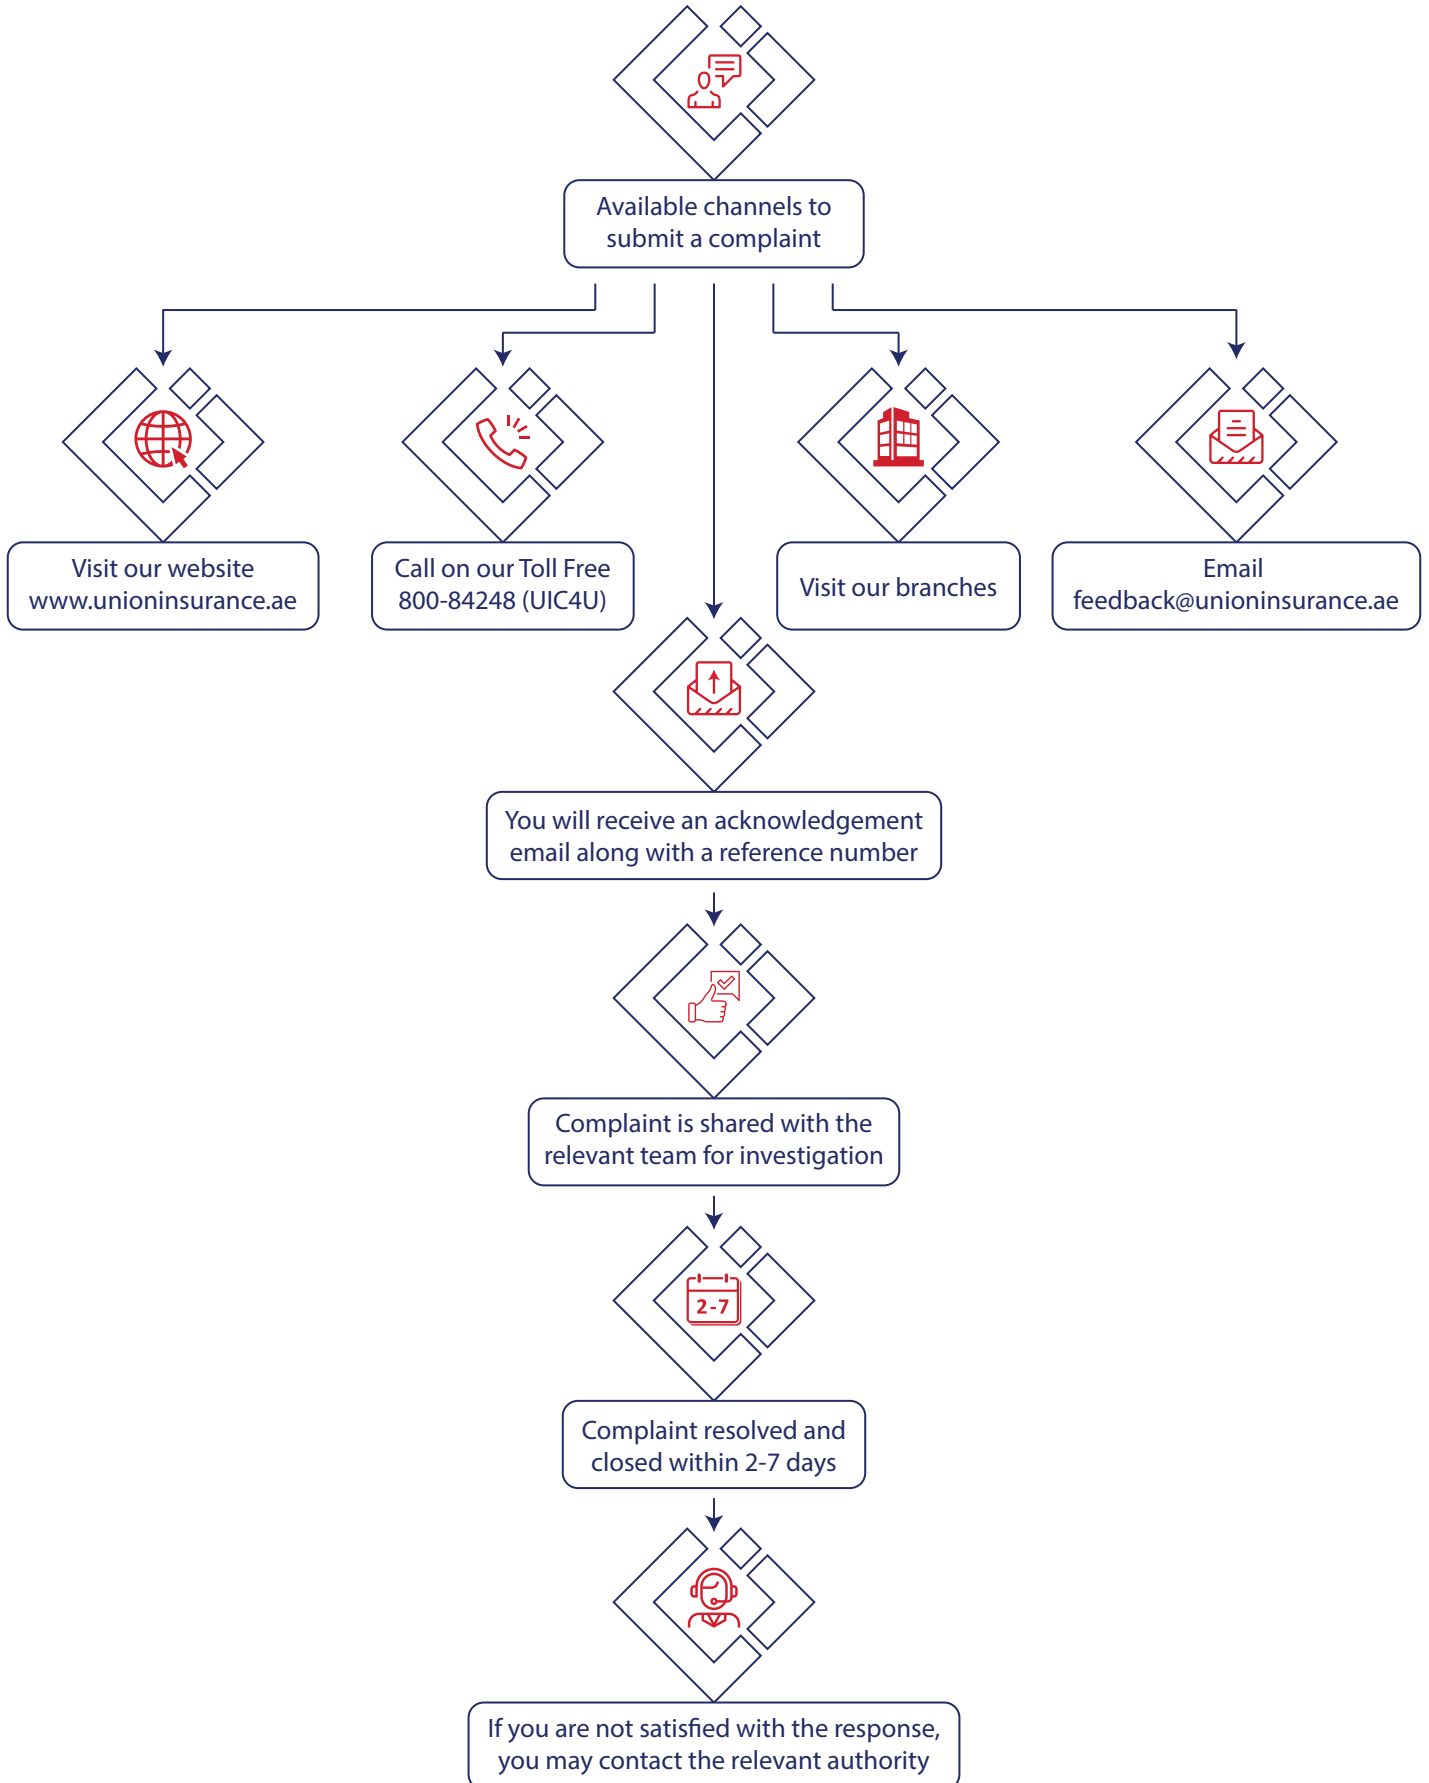 Available channels to
submit a complaint
Visit our website
www.unioninsurance.ae
Call on our Toll Free
800-84248 (UIC4U)
Visit our branches
Email
feedback@unioninsurance.ae
You will receive an acknowledgement
email along with a reference number
Complaint is shared with the
relevant team for investigation
2-7
Complaint resolved and
closed within 2-7 days
If you are not satisfied with the response,
you may contact the relevant authority